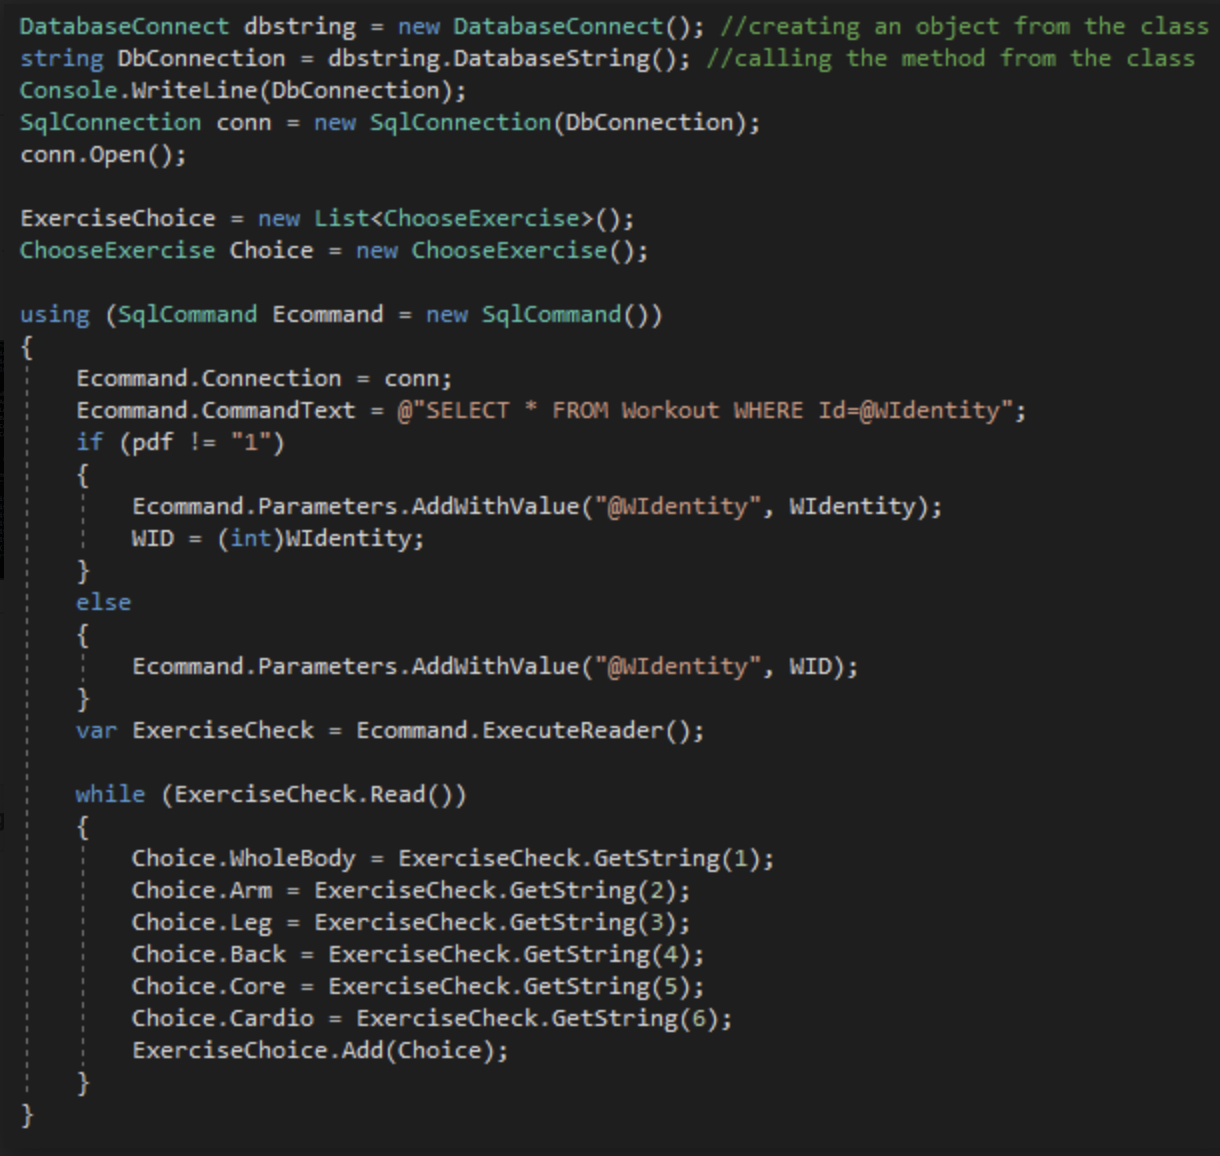 DatabaseConnect dbstring = new DatabaseConnect(); //creating an object from the class
string DbConnection = dbstring.DatabaseString(); //calling the method from the class
Console.WriteLine(DbConnection);
SqlConnection conn = new SqlConnection(DbConnection);
conn.Open();

ExerciseChoice = new List<ChooseExercise>();
ChooseExercise Choice = new ChooseExercise();

using (SqlCommand Ecommand = new SqlCommand())
{
    Ecommand.Connection = conn;
    Ecommand.CommandText = @"SELECT * FROM Workout WHERE Id=@WIdentity";
    if (pdf != "1")
    {
        Ecommand.Parameters.AddWithValue("@WIdentity", WIdentity);
        WID = (int)WIdentity;
    }
    else
    {
        Ecommand.Parameters.AddWithValue("@WIdentity", WID);
    }
    var ExerciseCheck = Ecommand.ExecuteReader();

    while (ExerciseCheck.Read())
    {
        Choice.WholeBody = ExerciseCheck.GetString(1);
        Choice.Arm = ExerciseCheck.GetString(2);
        Choice.Leg = ExerciseCheck.GetString(3);
        Choice.Back = ExerciseCheck.GetString(4);
        Choice.Core = ExerciseCheck.GetString(5);
        Choice.Cardio = ExerciseCheck.GetString(6);
        ExerciseChoice.Add(Choice);
    }
}